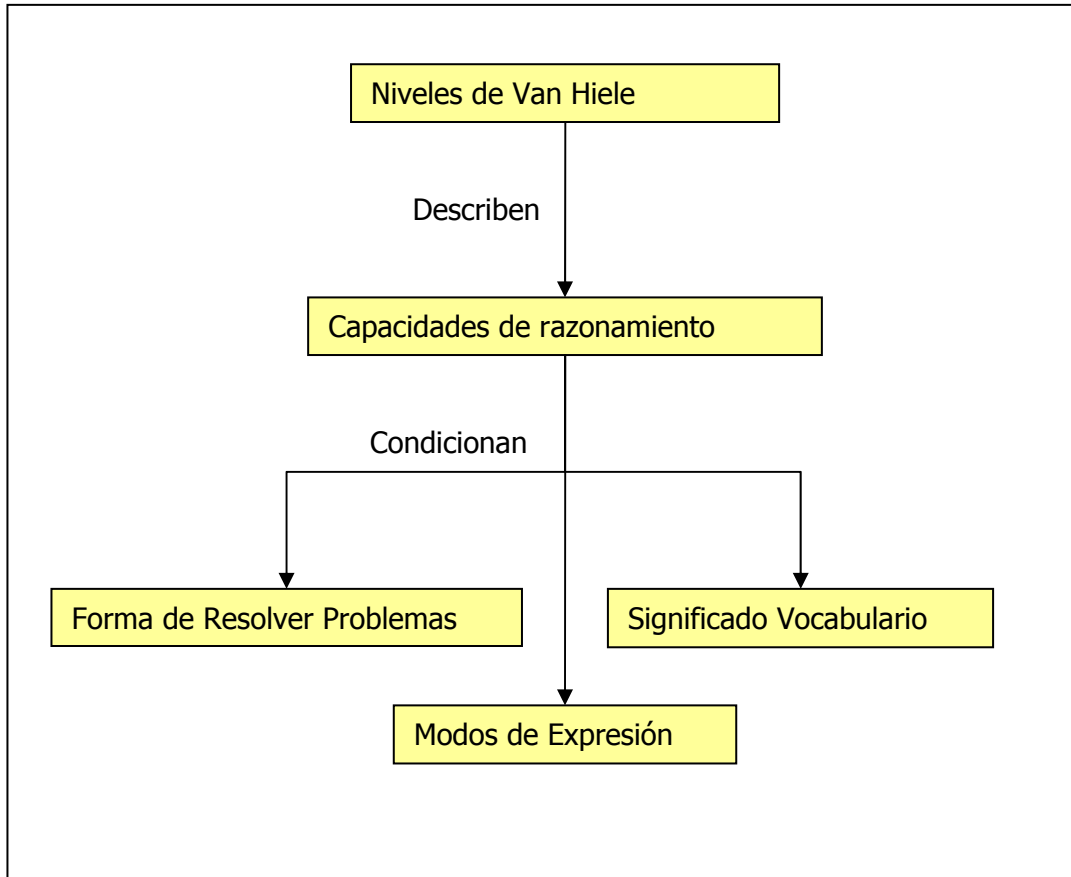 Niveles de Van Hiele
Describen
Capacidades de razonamiento
Condicionan
Forma de Resolver Problemas
Significado Vocabulario
Modos de Expresión